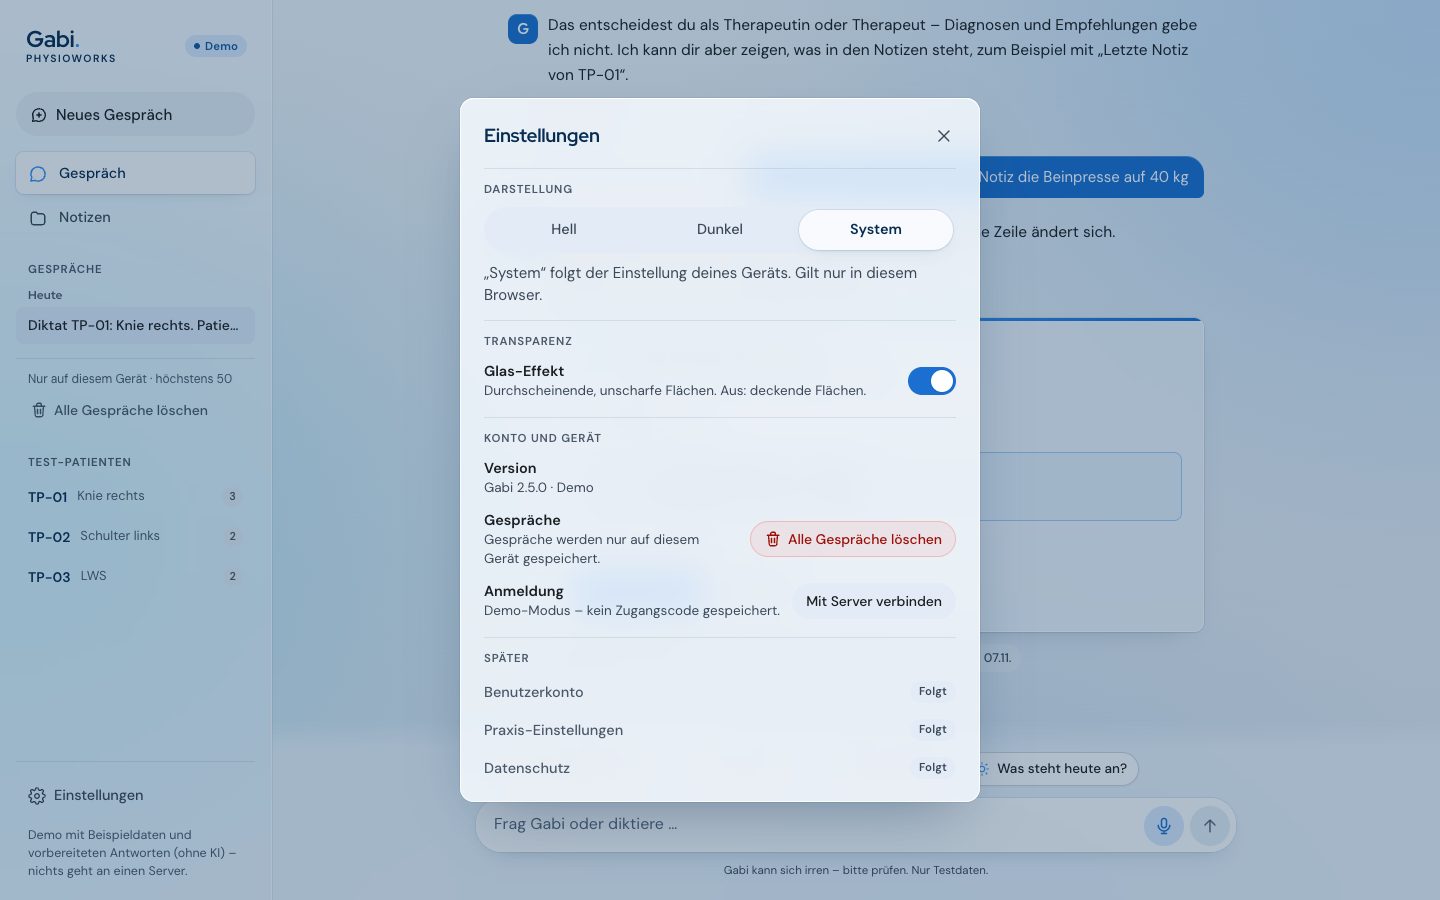 Gabi.
PHYSIOWORKS
Demo
Neues Gespräch
Gespräch
Notizen
GESPRÄCHE
Heute
Diktat TP-01: Knie rechts. Patie...
Nur auf diesem Gerät · höchstens 50
Alle Gespräche löschen
TEST-PATIENTEN
TP-01 Knie rechts 3
TP-02 Schulter links 2
TP-03 LWS 2
Einstellungen
Demo mit Beispieldaten und
vorbereiteten Antworten (ohne KI) –
nichts geht an einen Server.
G
Das entscheidest du als Therapeutin oder Therapeut – Diagnosen und Empfehlungen gebe
ich nicht. Ich kann dir aber zeigen, was in den Notizen steht, zum Beispiel mit „Letzte Notiz
von TP-01“.
Notiz die Beinpresse auf 40 kg
e Zeile ändert sich.
07.11.
Einstellungen
DARSTELLUNG
Hell
Dunkel
System
„System“ folgt der Einstellung deines Geräts. Gilt nur in diesem
Browser.
TRANSPARENZ
Glas-Effekt
Durchscheinende, unscharfe Flächen. Aus: deckende Flächen.
KONTO UND GERÄT
Version
Gabi 2.5.0 · Demo
Gespräche
Gespräche werden nur auf diesem
Gerät gespeichert.
Alle Gespräche löschen
Anmeldung
Demo-Modus – kein Zugangscode gespeichert.
Mit Server verbinden
SPÄTER
Benutzerkonto Folgt
Praxis-Einstellungen Folgt
Datenschutz Folgt
Was steht heute an?
Frag Gabi oder diktiere ...
Gabi kann sich irren – bitte prüfen. Nur Testdaten.